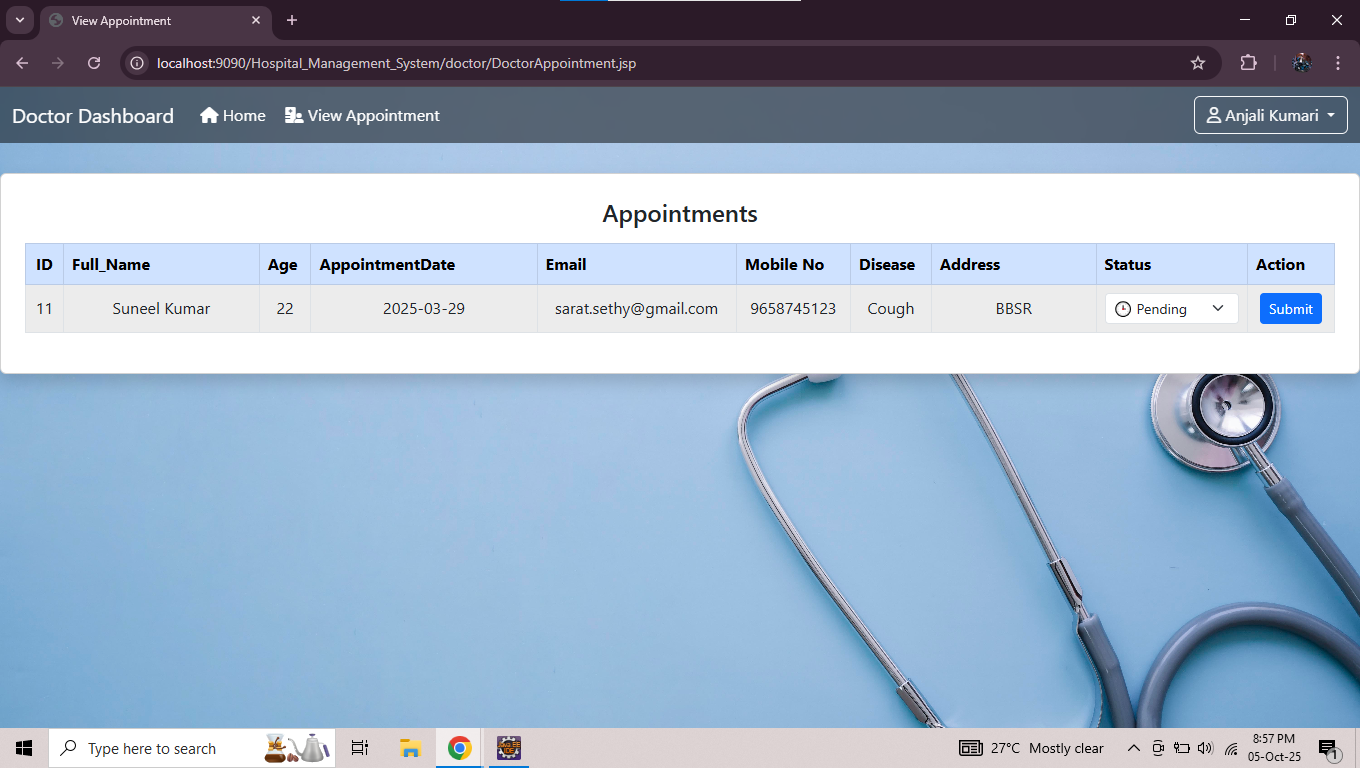 View Appointment
localhost:9090/Hospital_Management_System/doctor/DoctorAppointment.jsp
Doctor Dashboard Home View Appointment Anjali Kumari
Appointments
ID Full_Name Age AppointmentDate Email Mobile No Disease Address Status Action
11 Suneel Kumar 22 2025-03-29 sarat.sethy@gmail.com 9658745123 Cough BBSR Pending Submit
Type here to search 27°C Mostly clear 8:57 PM
05-Oct-25 1